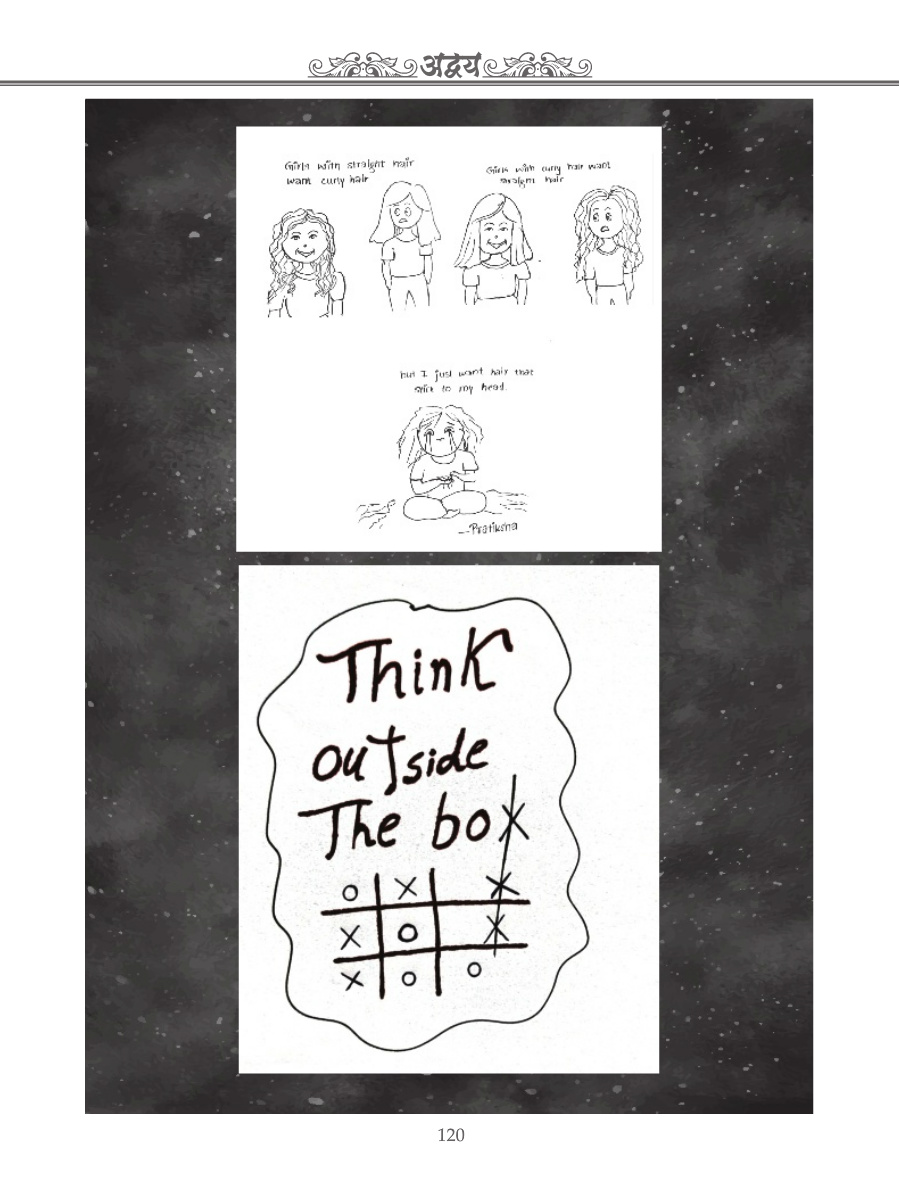 अद्वय
Girls with straight hair
want curly hair
Girls with curly hair want
straight hair
but I just want hair that
stick to my head.
--Pratiksha
Think
outside
The box
O X X
X O X
X O O
120